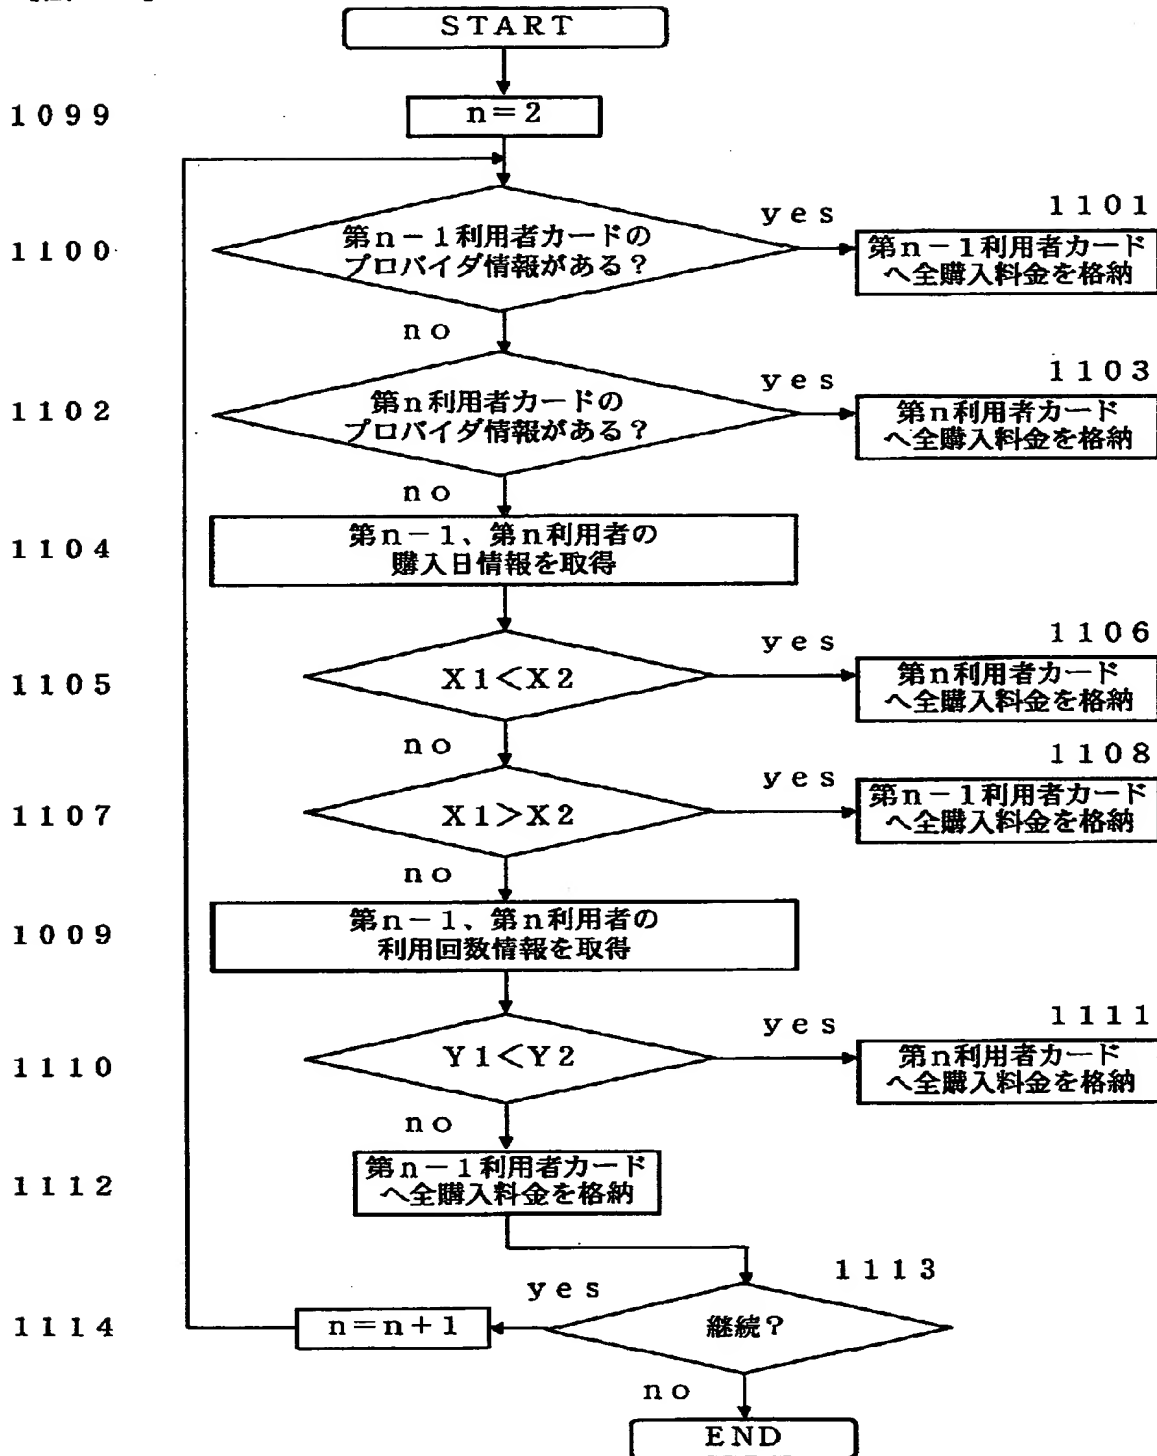 START
1099
n=2
1100
第n-1利用者カードの
プロバイダ情報がある?
yes
1101
第n-1利用者カード
へ全購入料金を格納
no
1102
第n利用者カードの
プロバイダ情報がある?
yes
1103
第n利用者カード
へ全購入料金を格納
no
1104
第n-1、第n利用者の
購入日情報を取得
1105
X1<X2
yes
1106
第n利用者カード
へ全購入料金を格納
no
1107
X1>X2
yes
1108
第n-1利用者カード
へ全購入料金を格納
no
1009
第n-1、第n利用者の
利用回数情報を取得
1110
Y1<Y2
yes
1111
第n利用者カード
へ全購入料金を格納
no
1112
第n-1利用者カード
へ全購入料金を格納
1113
継続?
yes
1114
n=n+1
no
END